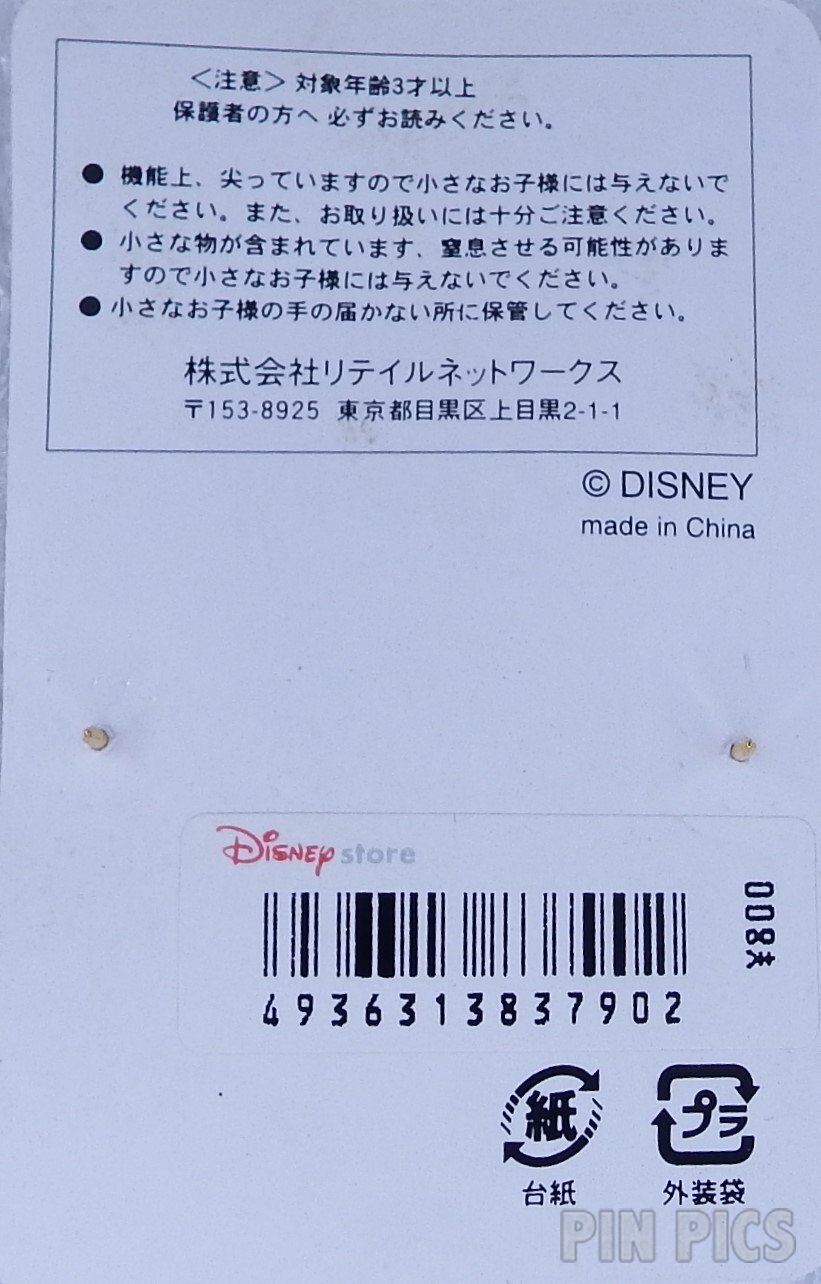 ＜注意＞対象年齢3才以上
保護者の方へ 必ずお読みください。
● 機能上、尖っていますので小さなお子様には与えないで
ください。また、お取り扱いには十分ご注意ください。
● 小さな物が含まれています、窒息させる可能性がありま
すので小さなお子様には与えないでください。
● 小さなお子様の手の届かない所に保管してください。
株式会社リテイルネットワークス
〒153-8925 東京都目黒区上目黒2-1-1
© DISNEY
made in China
Disney store
4936313837902
紙
プラ
台紙
外装袋
PIN PICS